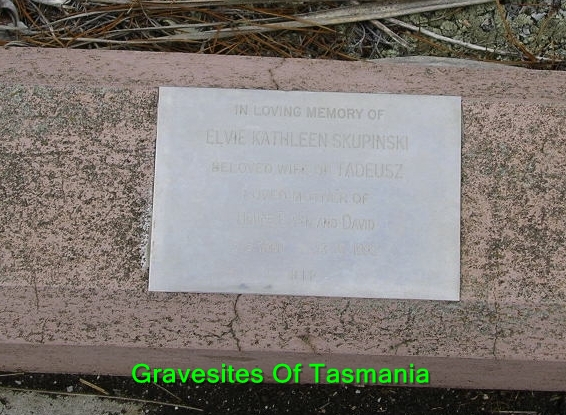 IN LOVING MEMORY OF
ELVIE KATHLEEN SKUPINSKI
BELOVED WIFE OF TADEUSZ
LOVED MOTHER OF
AND DAVID
R.I.P.
Gravesites Of Tasmania